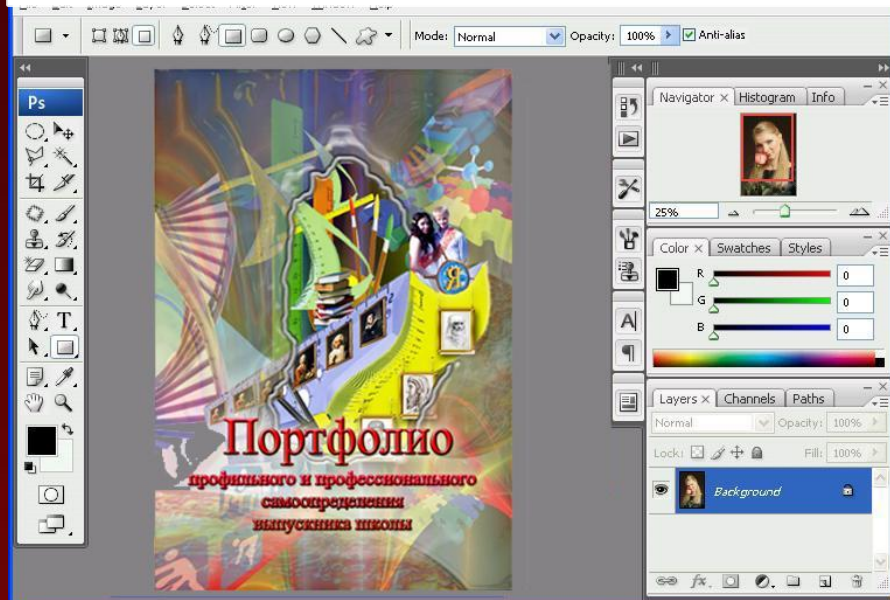 Mode: Normal Opacity: 100% Anti-alias
Ps
T
Navigator × Histogram Info
25%
Color × Swatches Styles
R 0
G 0
B 0
A
Layers × Channels Paths
Normal Opacity: 100%
Lock: Fill: 100%
Background
fx
Я
Портфолио
профильного и профессионального
самоопределения
выпускника школы